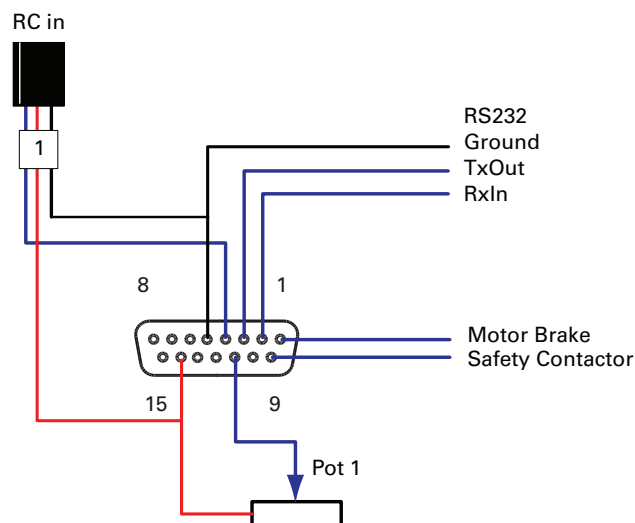 RC in
1
RS232
Ground
TxOut
RxIn
8
1
Motor Brake
Safety Contactor
15
9
Pot 1